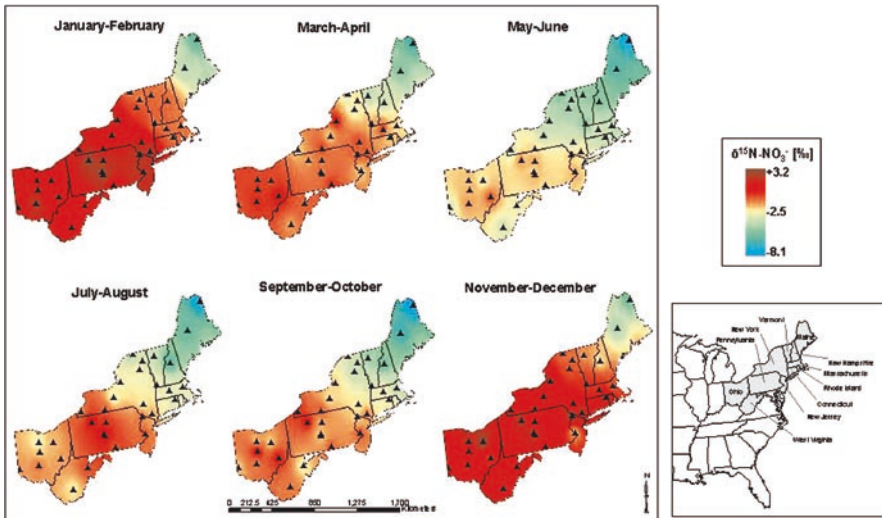 January-February
March-April
May-June
July-August
September-October
November-December
0 212.5 425 850 1,275 1,700
Kilometers
N
δ¹⁵N-NO₃⁻ [‰]
+3.2
-2.5
-8.1
Vermont
New York
Maine
Pennsylvania
New Hampshire
Massachusetts
Rhode Island
Ohio
Connecticut
New Jersey
West Virginia